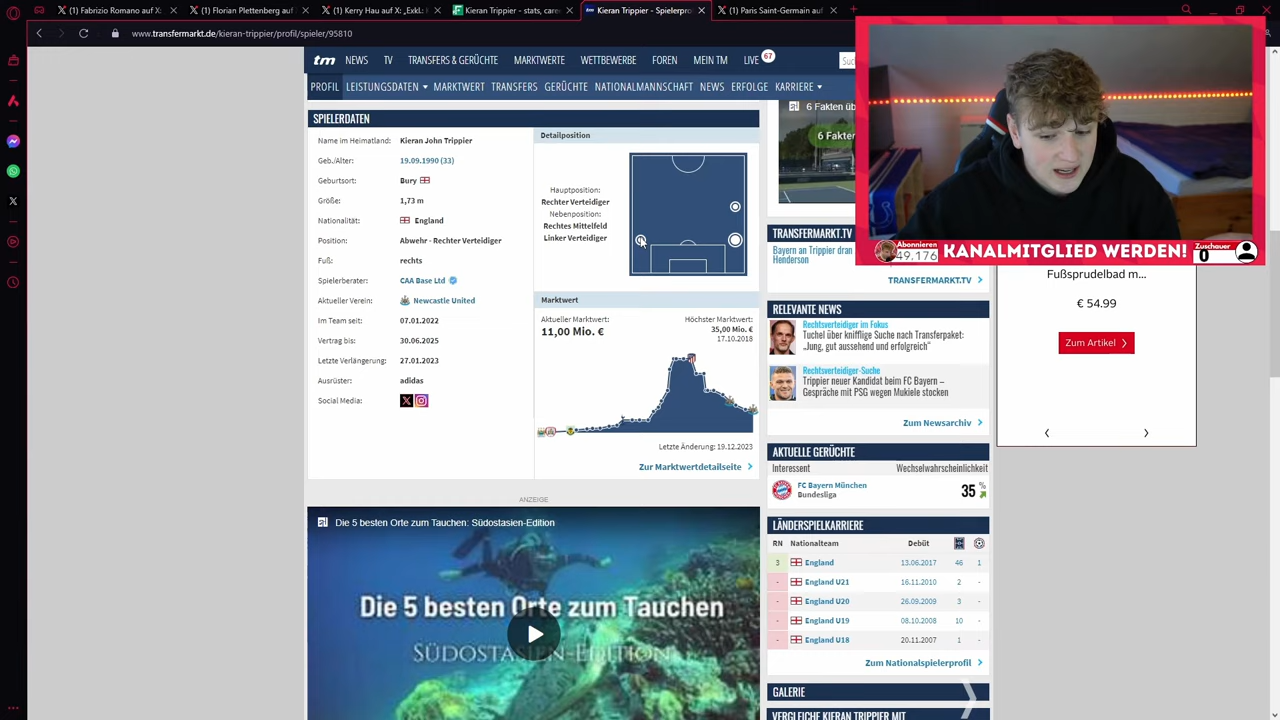 Florian Plettenberg auf X
Kerry Hau auf X: „Exkl.:
Kieran Trippier - stats, care
Kieran Trippier - Spielerpro
Paris Saint-German
www.transfermarkt.de/kieran-trippier/profil/spieler/95810
tm NEWS TV TRANSFERS & GERÜCHTE MARKTWERTE WETTBEWERBE FOREN MEIN TM LIVE 67
PROFIL LEISTUNGSDATEN MARKTWERT TRANSFERS GERÜCHTE NATIONALMANNSCHAFT NEWS ERFOLGE KARRIERE
SPIELERDATEN
Name im Heimatland: Kieran John Trippier
Geb./Alter: 19.09.1990 (33)
Geburtsort: Bury
Größe: 1,73 m
Nationalität: England
Position: Abwehr - Rechter Verteidiger
Fuß: rechts
Spielerberater: CAA Base Ltd
Aktueller Verein: Newcastle United
Im Team seit: 07.01.2022
Vertrag bis: 30.06.2025
Letzte Verlängerung: 27.01.2023
Ausrüster: adidas
Social Media:
Detailposition
Hauptposition:
Rechter Verteidiger
Nebenposition:
Rechtes Mittelfeld
Linker Verteidiger
Marktwert
Aktueller Marktwert:
11,00 Mio. €
Höchster Marktwert:
35,00 Mio. €
17.10.2018
Letzte Änderung: 19.12.2023
Zur Marktwertdetailseite
ANZEIGE
Die 5 besten Orte zum Tauchen: Südostasien-Edition
Die 5 besten Orte zum Tauchen
SÜDOSTASIEN-EDITION
6 Fakten üb
6 Fakten
TRANSFERMARKT.TV
Bayern an Trippier dran
Henderson
TRANSFERMARKT.TV
RELEVANTE NEWS
Rechtsverteidiger im Fokus
Tuchel über knifflige Suche nach Transferpaket:
„Jung, gut aussehend und erfolgreich“
Rechtsverteidiger-Suche
Trippier neuer Kandidat beim FC Bayern –
Gespräche mit PSG wegen Mukiele stocken
Zum Newsarchiv
AKTUELLE GERÜCHTE
Interessent Wechselwahrscheinlichkeit
FC Bayern München
Bundesliga
35 %
LÄNDERSPIELKARRIERE
RN Nationalteam Debüt
3 England 13.06.2017 46 1
- England U21 16.11.2010 2 -
- England U20 26.09.2009 3 -
- England U19 08.10.2008 10 -
- England U18 20.11.2007 1 -
Zum Nationalspielerprofil
GALERIE
VERGLEICHE KIERAN TRIPPIER MIT
Abonnieren
49.176
KANALMITGLIED WERDEN!
Zuschauer
0
Fußsprudelbad m...
€ 54.99
Zum Artikel